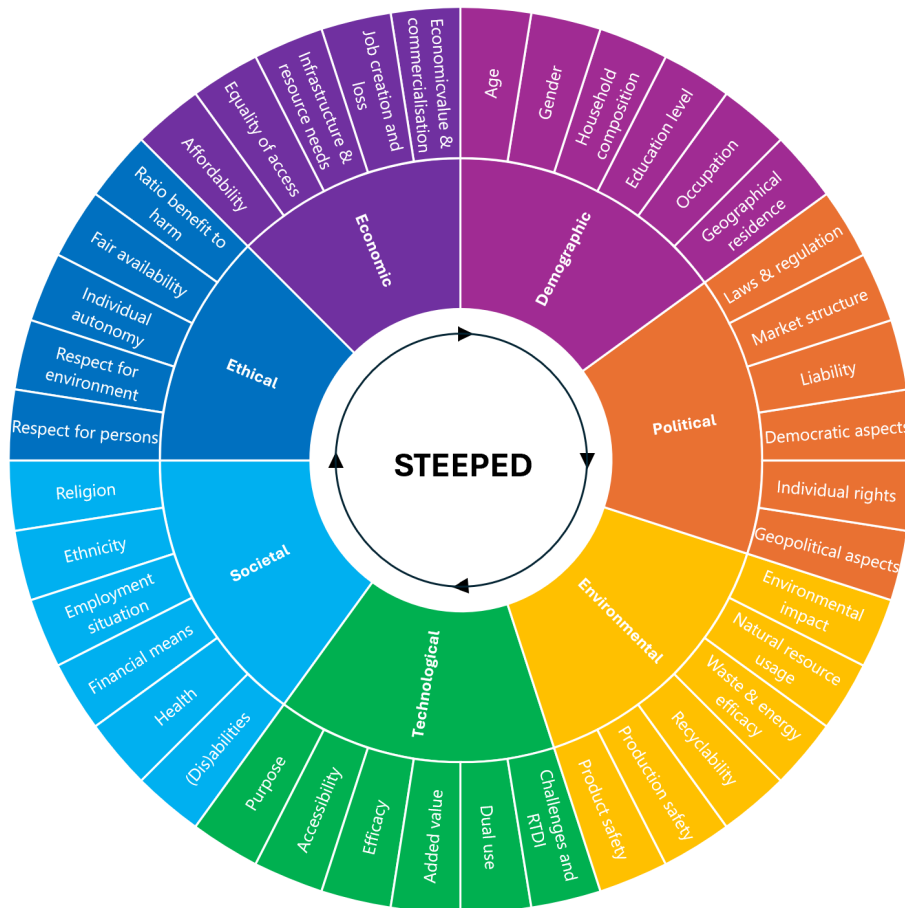 STEEPED
Demographic
Age
Gender
Household
composition
Education level
Occupation
Geographical
residence
Political
Laws & regulation
Market structure
Liability
Democratic aspects
Individual rights
Geopolitical aspects
Environmental
Environmental
impact
Natural resource
usage
Waste & energy
efficacy
Recyclability
Production safety
Product safety
Technological
Challenges and
RTDI
Dual use
Added value
Efficacy
Accessibility
Purpose
Societal
(Dis)abilities
Health
Financial means
Employment
situation
Ethnicity
Religion
Ethical
Respect for persons
Respect for
environment
Individual
autonomy
Fair availability
Ratio benefit to
harm
Economic
Affordability
Equality of access
Infrastructure &
resource needs
Job creation and
loss
Economicvalue &
commercialisation